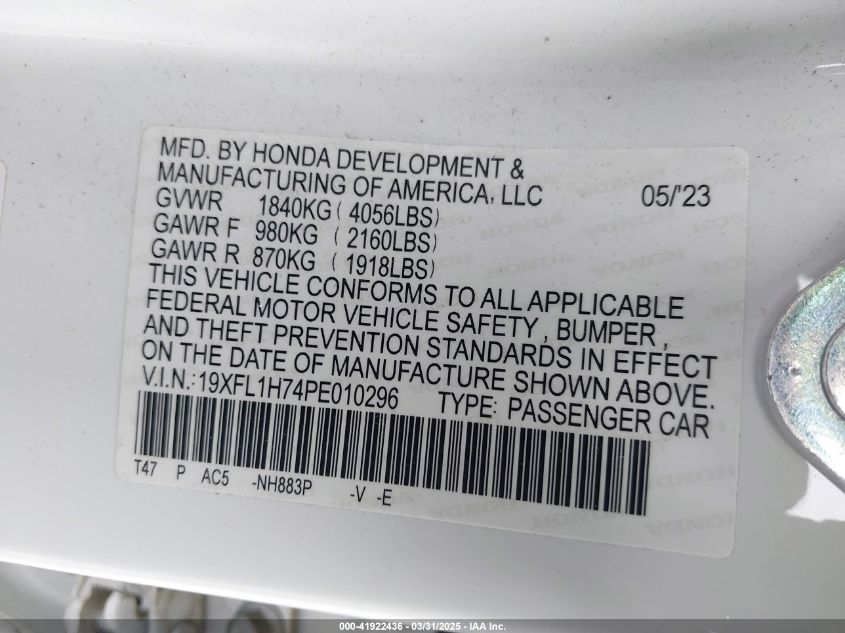 MFD. BY HONDA DEVELOPMENT &
MANUFACTURING OF AMERICA, LLC 05/'23
GVWR 1840KG ( 4056LBS)
GAWR F 980KG ( 2160LBS)
GAWR R 870KG ( 1918LBS)
THIS VEHICLE CONFORMS TO ALL APPLICABLE
FEDERAL MOTOR VEHICLE SAFETY , BUMPER ,
AND THEFT PREVENTION STANDARDS IN EFFECT
ON THE DATE OF MANUFACTURE SHOWN ABOVE.
V.I.N.:19XFL1H74PE010296 TYPE: PASSENGER CAR
T47 P AC5 -NH883P -V -E
000-41922436 - 03/31/2025 - IAA Inc.